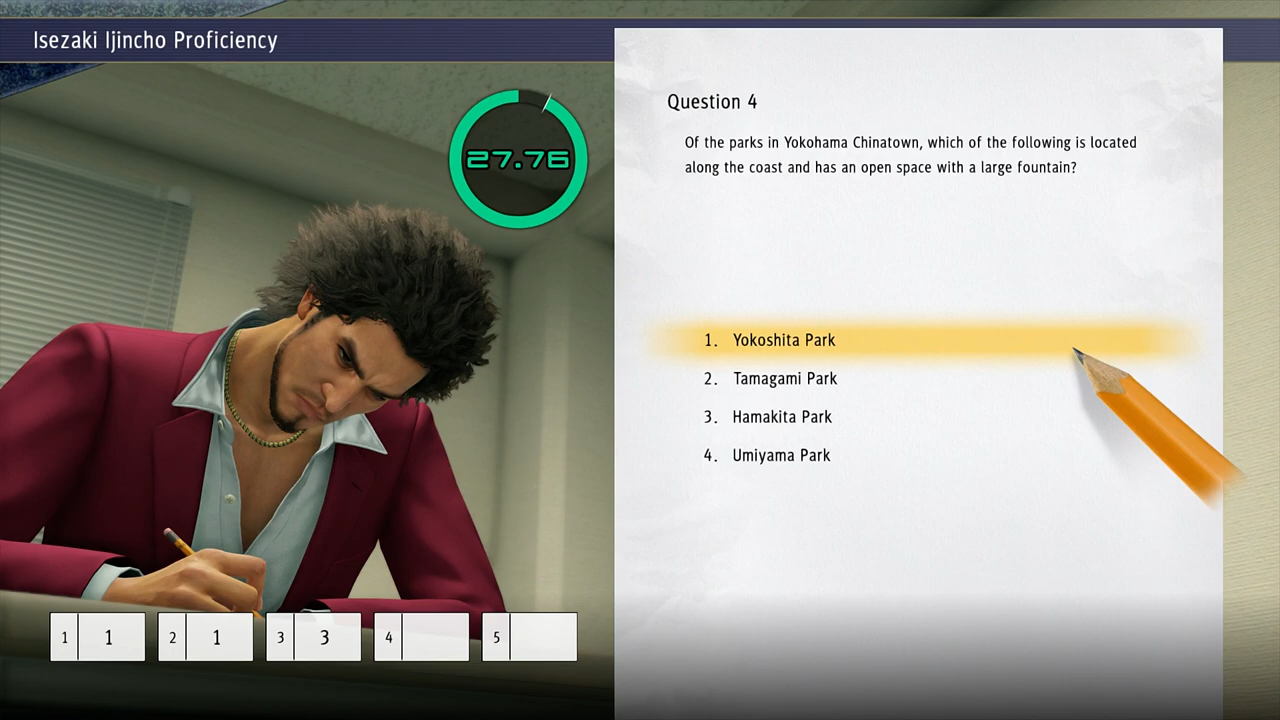 Isezaki Ijincho Proficiency
27.76
Question 4
Of the parks in Yokohama Chinatown, which of the following is located
along the coast and has an open space with a large fountain?
1. Yokoshita Park
2. Tamagami Park
3. Hamakita Park
4. Umiyama Park
1 1 2 1 3 3 4 5